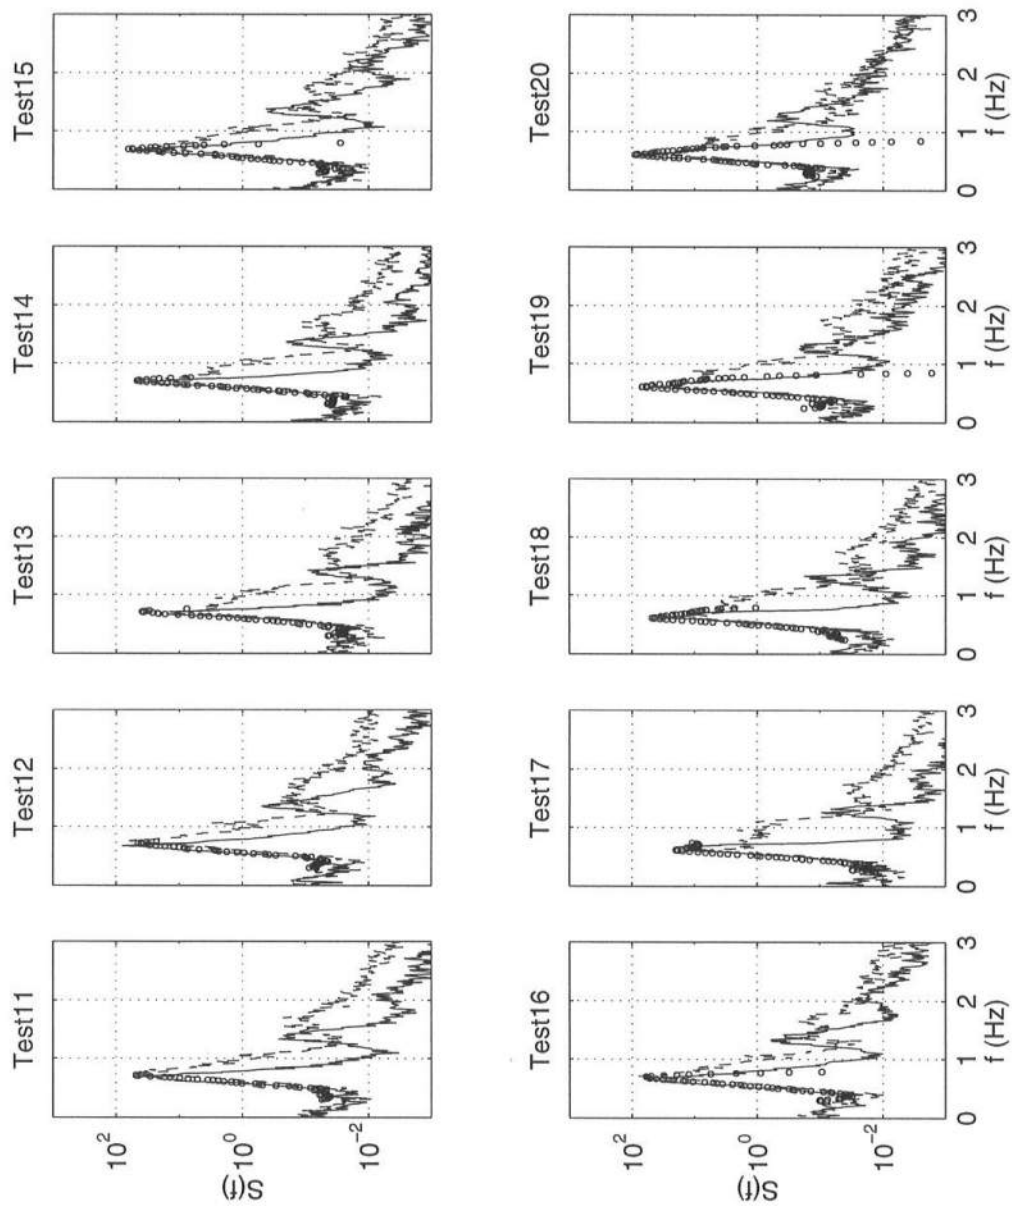 Test11 Test12 Test13 Test14 Test15
S(f)
10^2
10^0
10^-2
Test16 Test17 Test18 Test19 Test20
S(f)
10^2
10^0
10^-2
0 1 2 3 0 1 2 3 0 1 2 3 0 1 2 3 0 1 2 3
f (Hz) f (Hz) f (Hz) f (Hz) f (Hz)